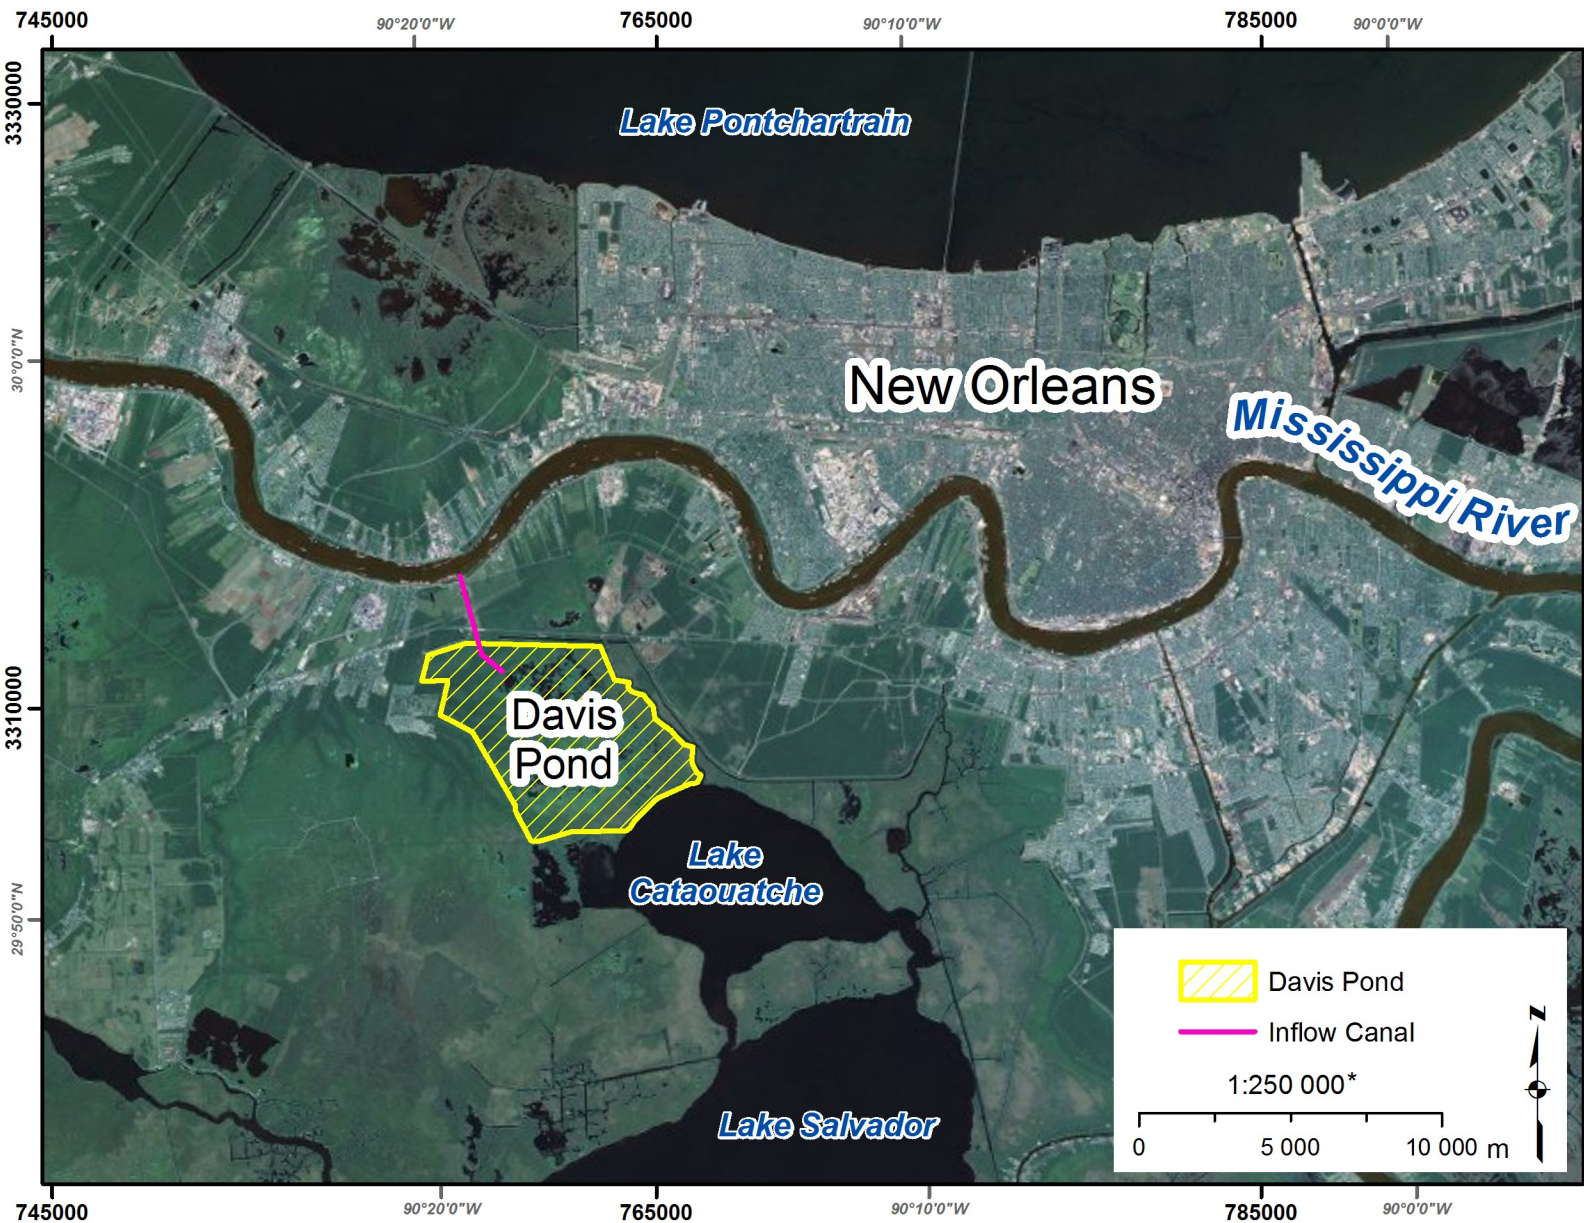 745000 90°20'0"W 765000 90°10'0"W 785000 90°0'0"W
3330000
Lake Pontchartrain
30°0'0"N
New Orleans
Mississippi River
3310000
Davis
Pond
Lake
Cataouatche
29°50'0"N
Davis Pond
Inflow Canal
N
1:250 000*
0 5 000 10 000 m
Lake Salvador
745000 90°20'0"W 765000 90°10'0"W 785000 90°0'0"W